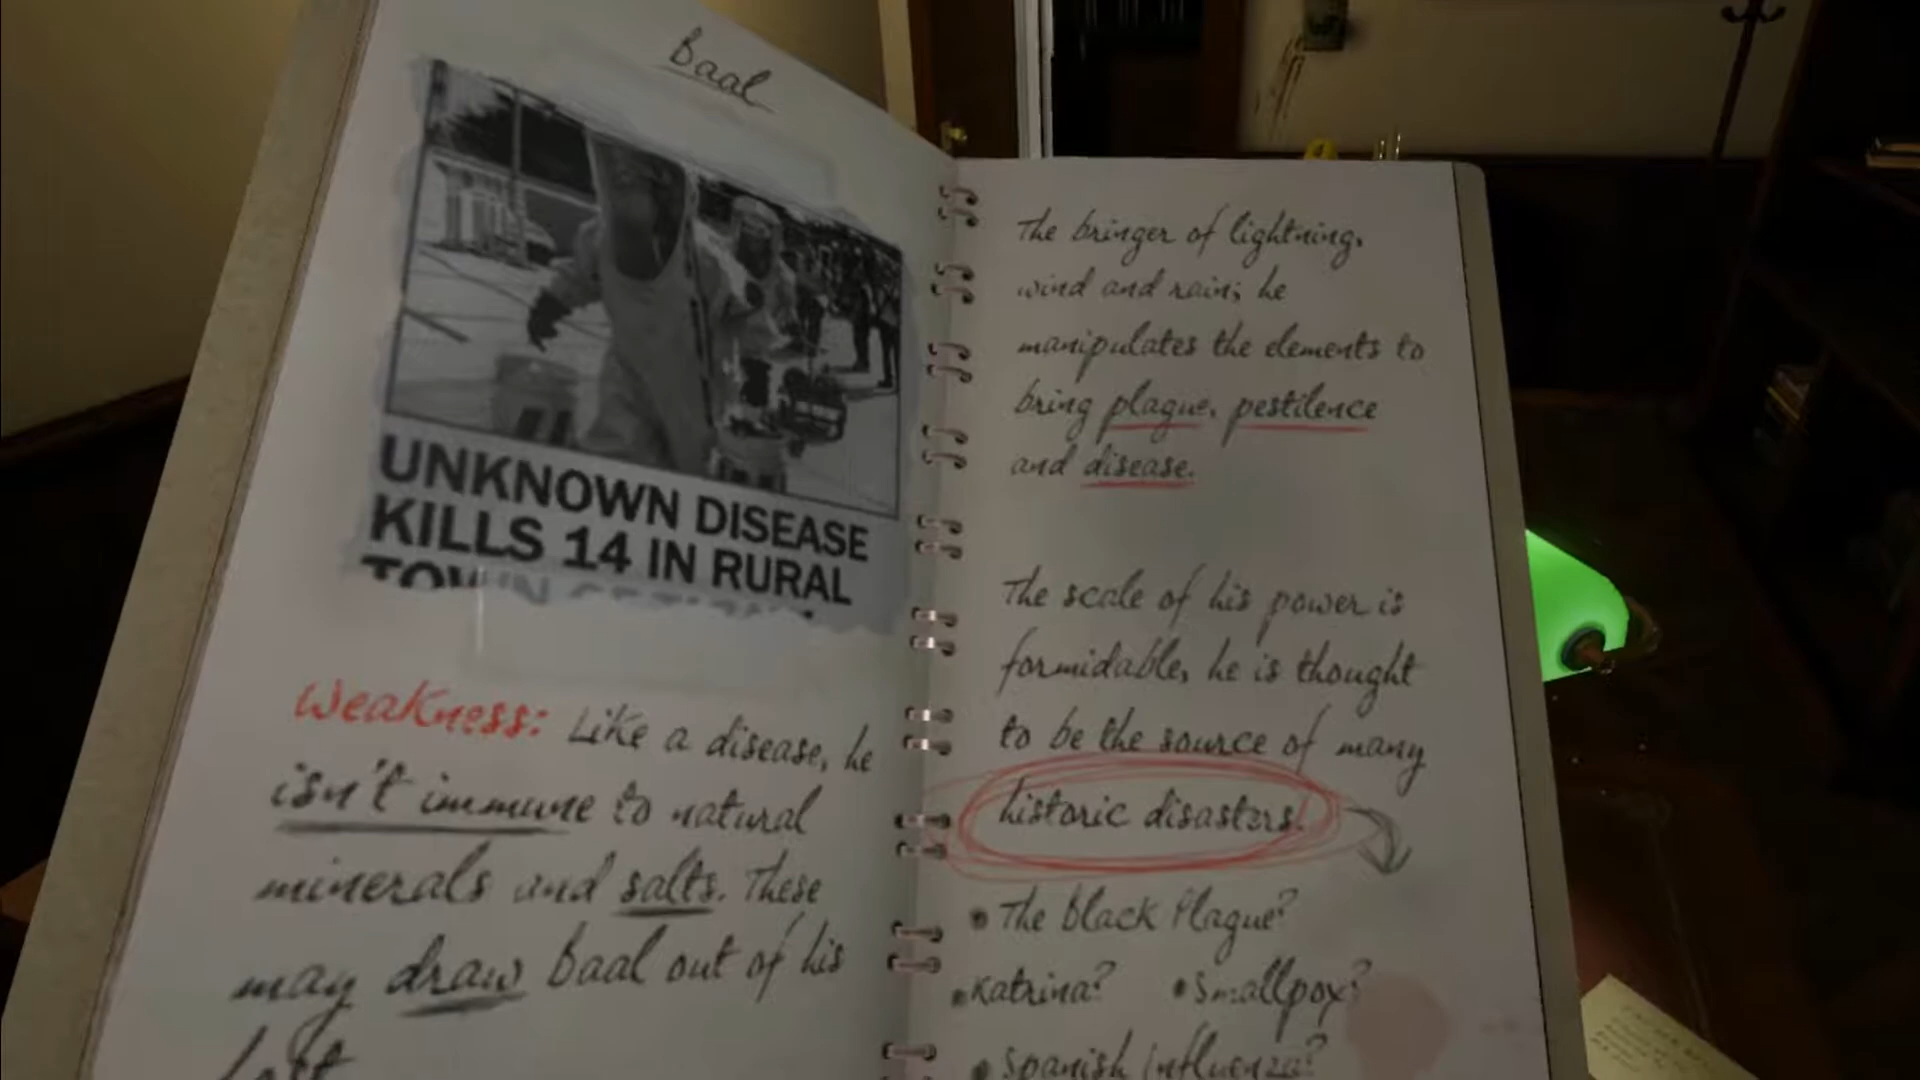 Baal
UNKNOWN DISEASE
KILLS 14 IN RURAL
TOWN
Weakness: Like a disease, he
isn't immune to natural
minerals and salts. These
may draw Baal out of his
The bringer of lightning,
wind and rain; he
manipulates the elements to
bring plague, pestilence
and disease.
The scale of his power is
formidable, he is thought
to be the source of many
historic disasters!
• The Black Plague?
• Katrina? • Smallpox?
• Spanish Influenza?